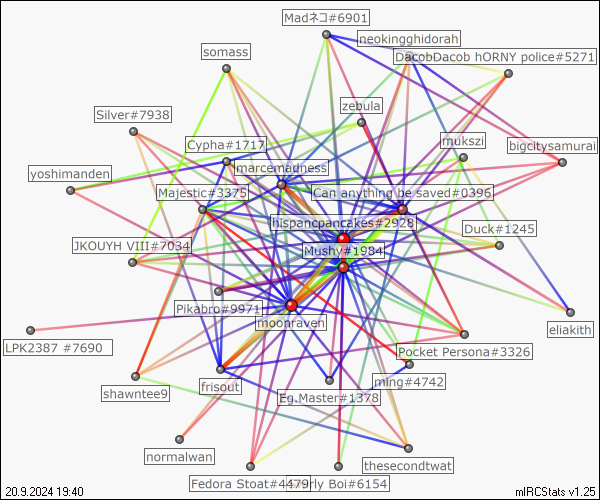 Madネコ#6901
neokingghidorah
somass
DacobDacob hORNY police#5271
zebula
Silver#7938
Cypha#1717
mukszi
bigcitysamurai
marcemadness
yoshimanden
Majestic#3375
Can anything be saved#0396
hispancpancakes#2928
Duck#1245
JKOUYH VIII#7034
Mushy#1984
Pikabro#9971
moonraven
eliakith
LPK2387 #7690
Pocket Persona#3326
shawntee9
frisout
ming#4742
Eg.Master#1378
normalwan
thesecondtwat
Fedora Stoat#4479
rly Boi#6154
20.9.2024 19:40
mIRCStats v1.25